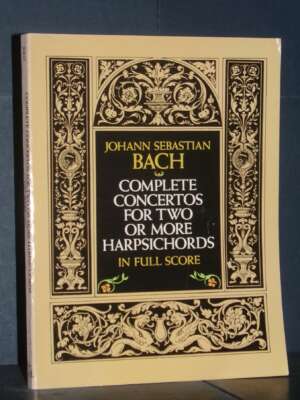 JOHANN SEBASTIAN
BACH
COMPLETE
CONCERTOS
FOR TWO
OR MORE
HARPSICHORDS
IN FULL SCORE